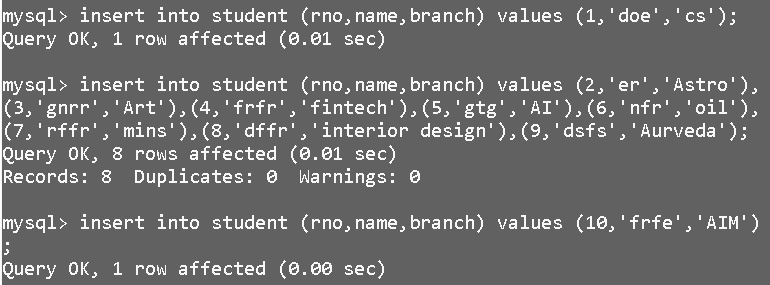 mysql> insert into student (rno,name,branch) values (1,'doe','cs');
Query OK, 1 row affected (0.01 sec)
mysql> insert into student (rno,name,branch) values (2,'er','Astro'),
(3,'gnrr','Art'),(4,'frfr','fintech'),(5,'gtg','AI'),(6,'nfr','oil'),
(7,'rffr','mins'),(8,'dffr','interior design'),(9,'dsfs','Aurveda');
Query OK, 8 rows affected (0.01 sec)
Records: 8  Duplicates: 0  Warnings: 0
mysql> insert into student (rno,name,branch) values (10,'frfe','AIM')
;
Query OK, 1 row affected (0.00 sec)